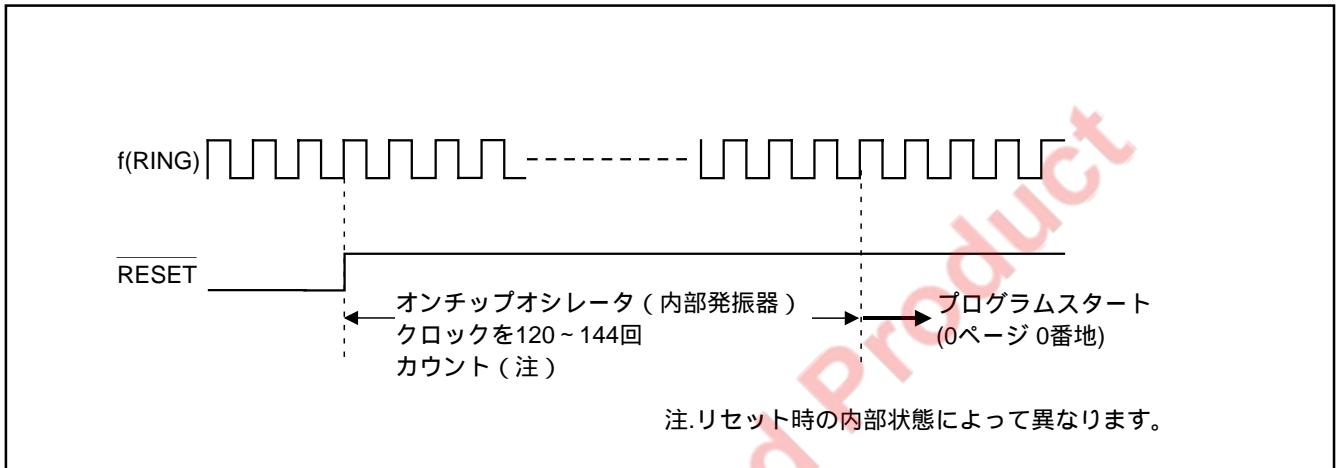 f(RING)
RESET
オンチップオシレータ（内部発振器）
クロックを120～144回
カウント（注）
プログラムスタート
(0ページ 0番地)
注.リセット時の内部状態によって異なります。
d Product